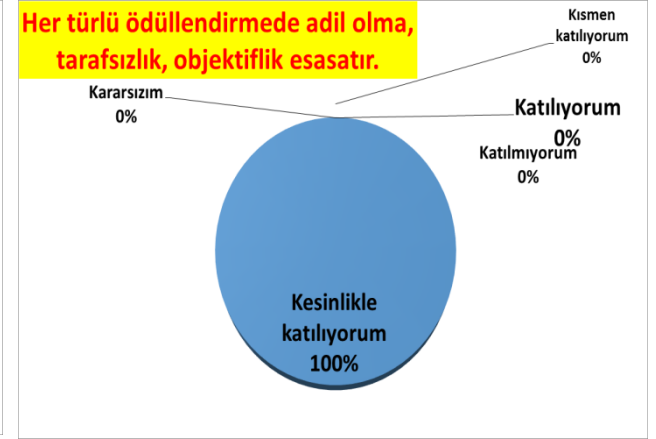 Her türlü ödüllendirmede adil olma,
tarafsızlık, objektiflik esasatır.
Kısmen
katılıyorum
0%
Kararsızım
0%
Katılıyorum
0%
Katılmıyorum
0%
Kesinlikle
katılıyorum
100%